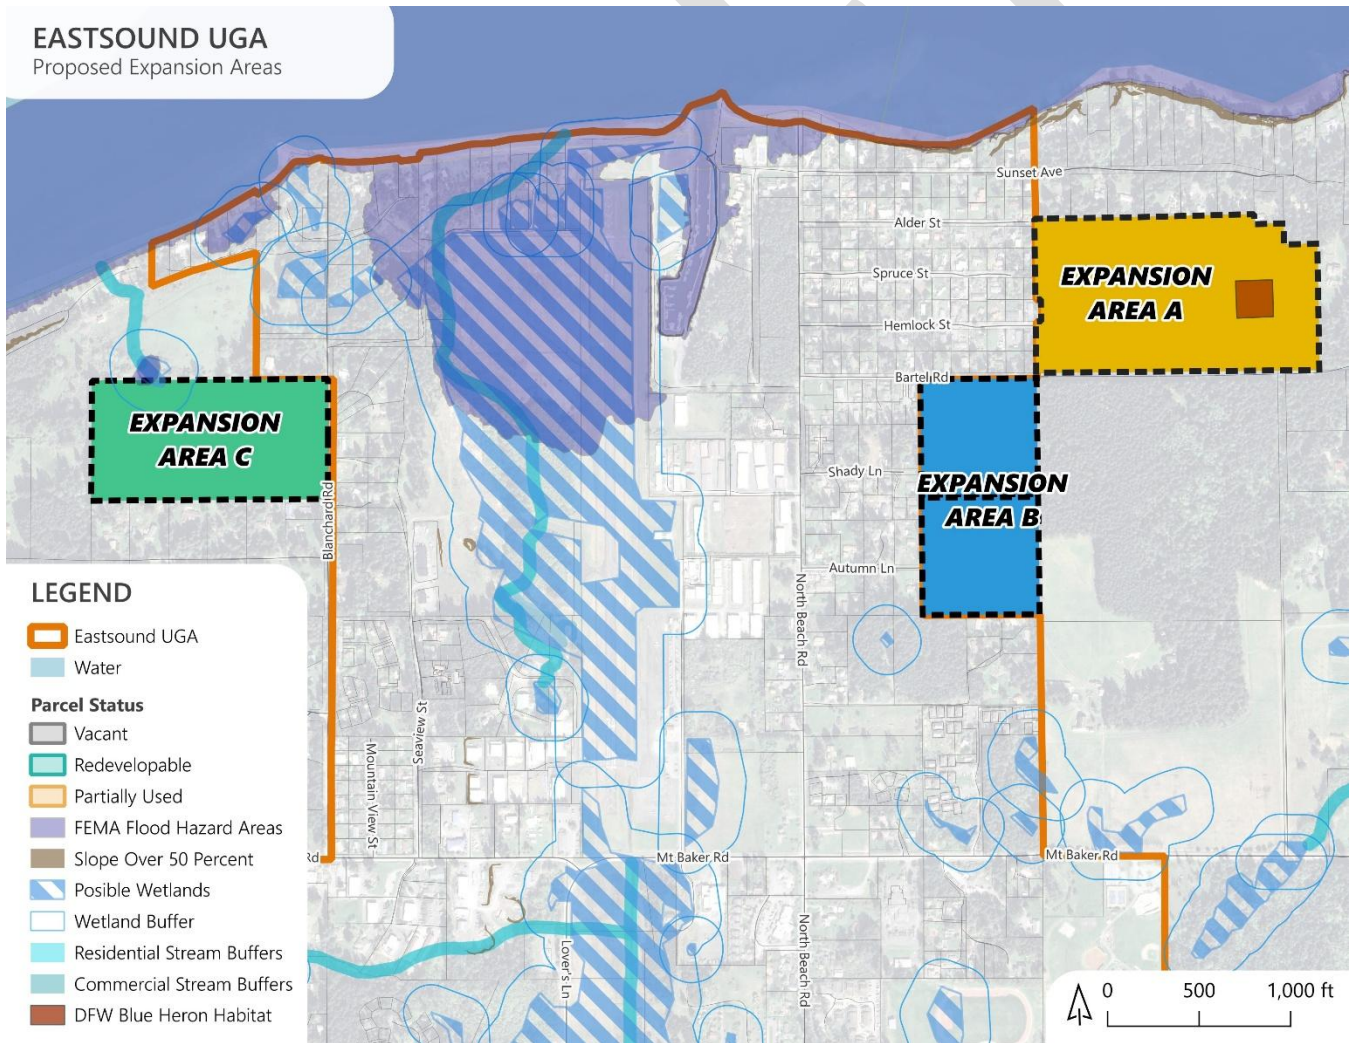 EASTSOUND UGA
Proposed Expansion Areas
Sunset Ave
Alder St
Spruce St
Hemlock St
Bartel Rd
EXPANSION
AREA A
EXPANSION
AREA C
Shady Ln
EXPANSION
AREA B
Autumn Ln
Blanchard Rd
North Beach Rd
Seaview St
Mountain View St
Rd
Mt Baker Rd
Mt Baker Rd
North Beach Rd
Lover's Ln
LEGEND
Eastsound UGA
Water
Parcel Status
Vacant
Redevelopable
Partially Used
FEMA Flood Hazard Areas
Slope Over 50 Percent
Posible Wetlands
Wetland Buffer
Residential Stream Buffers
Commercial Stream Buffers
DFW Blue Heron Habitat
0 500 1,000 ft